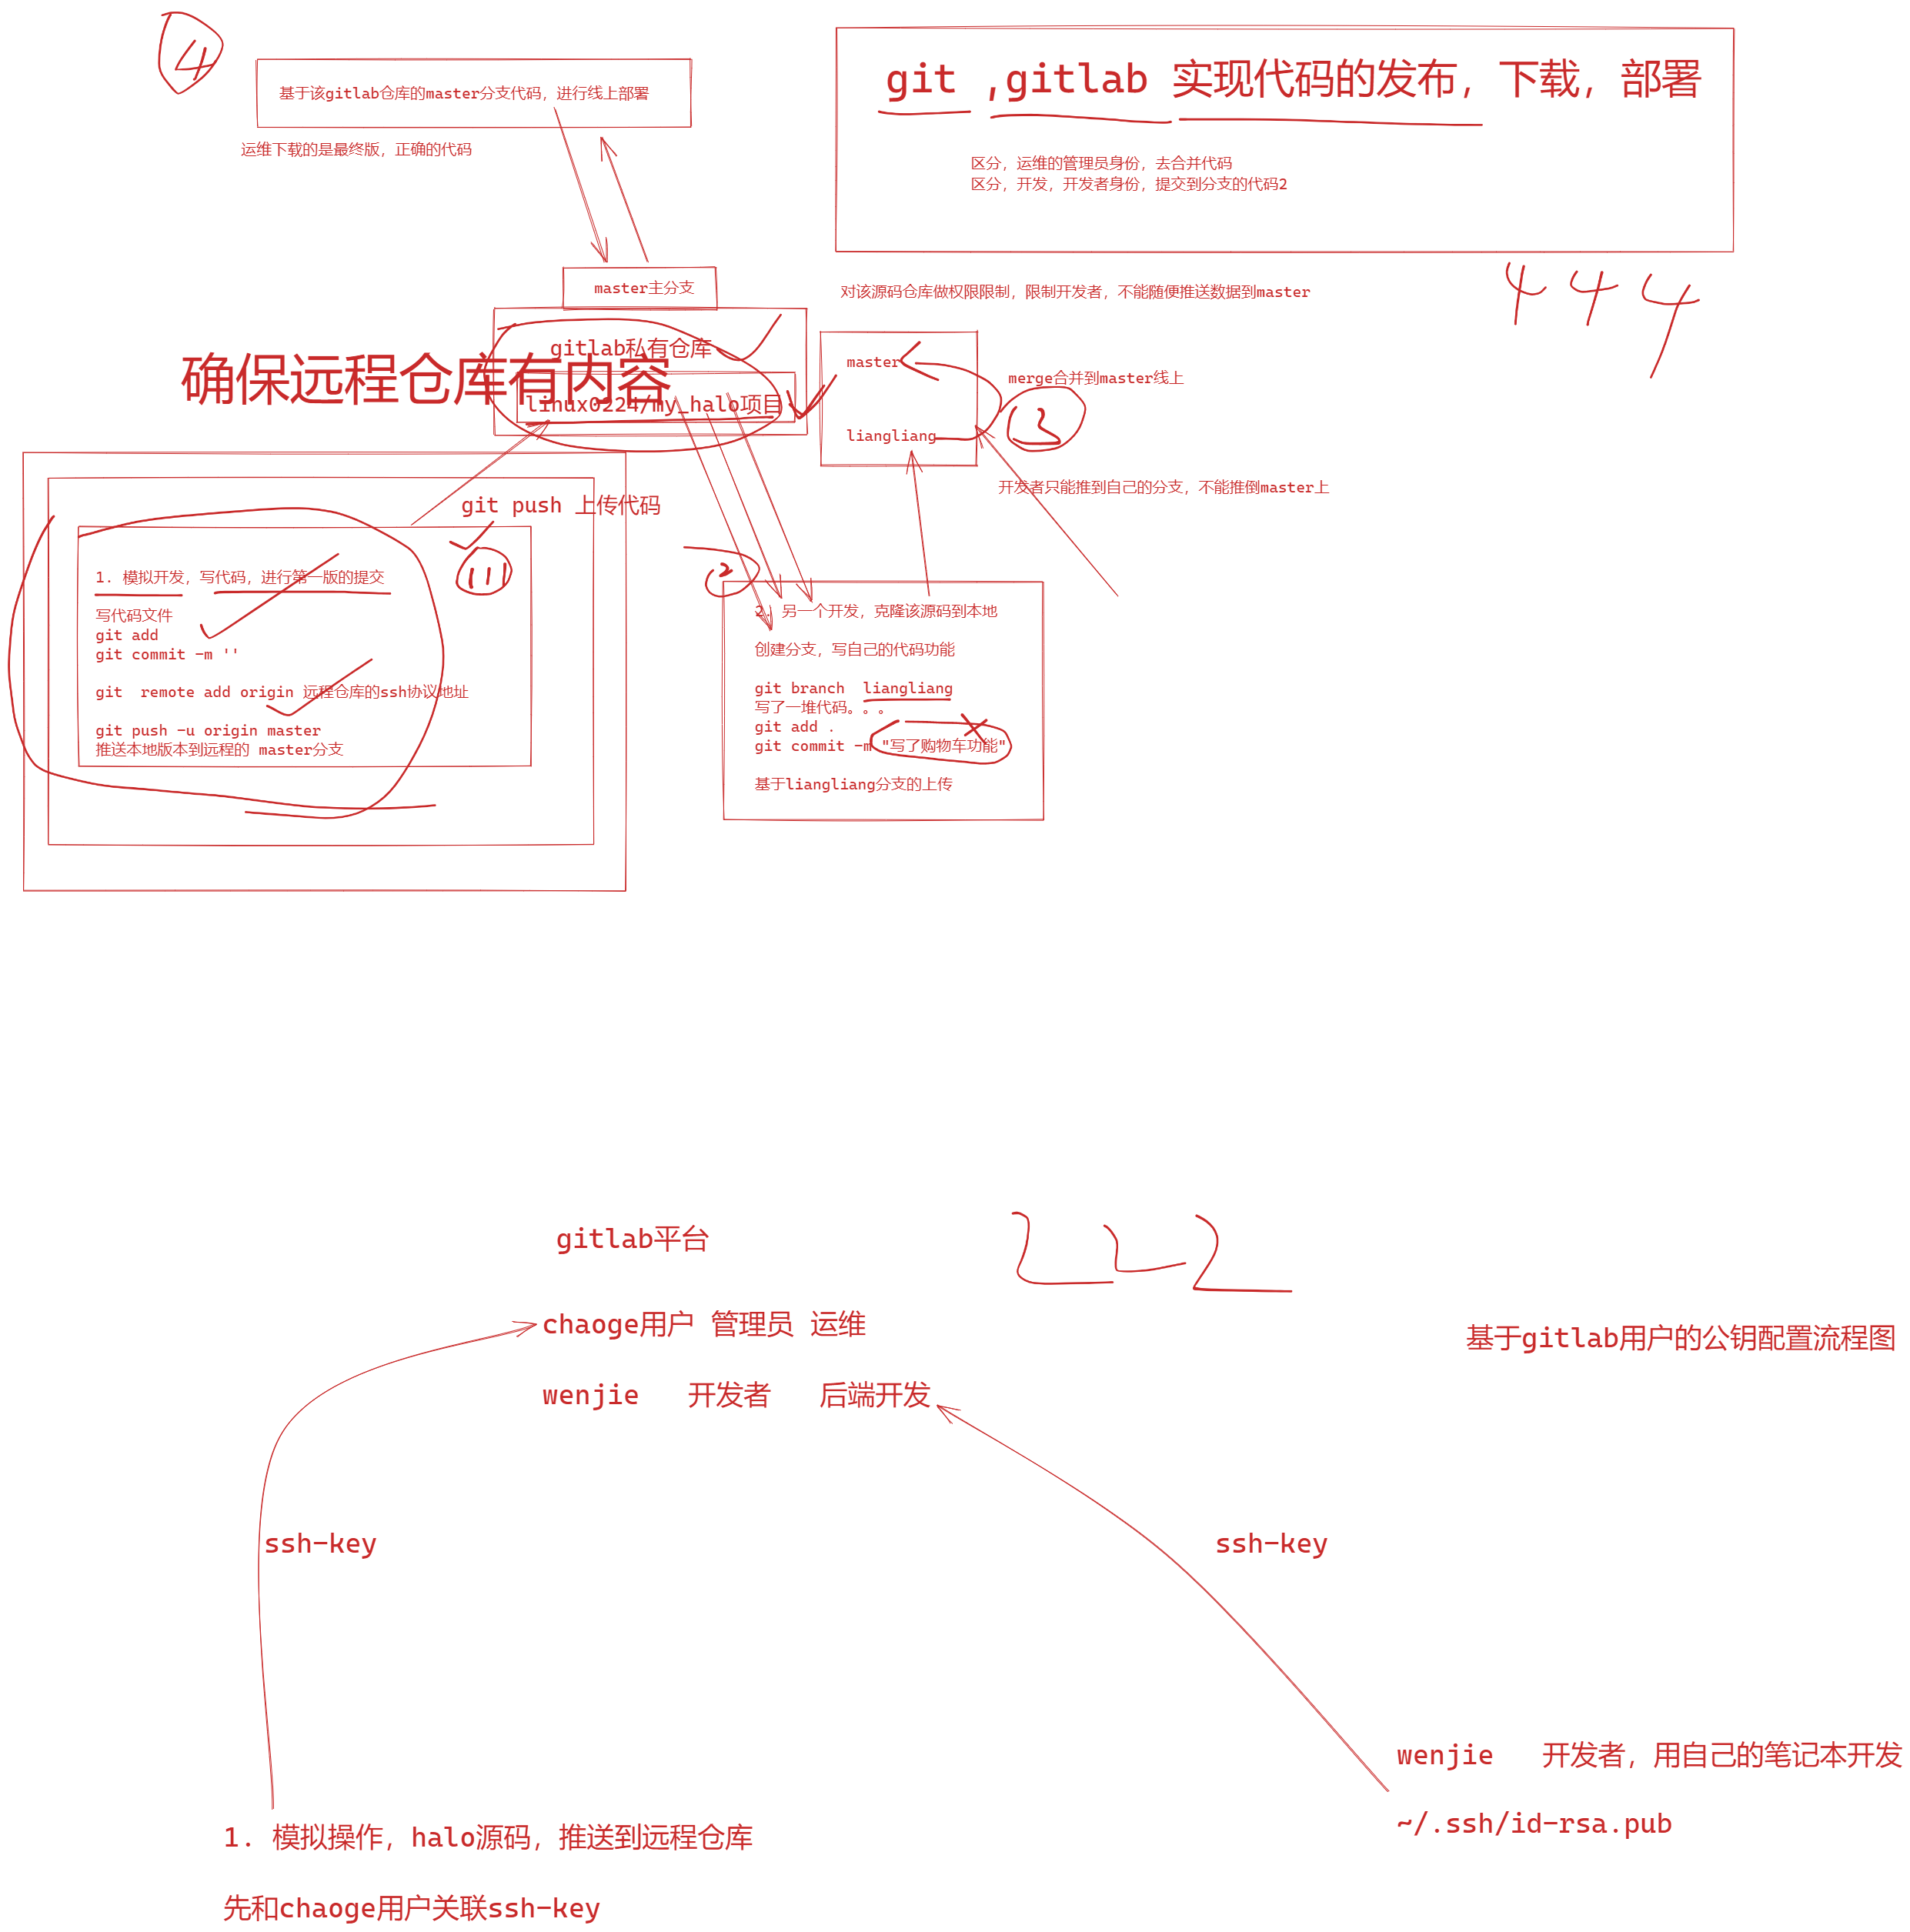 4
基于该gitlab仓库的master分支代码，进行线上部署
运维下载的是最终版，正确的代码
git ,gitlab 实现代码的发布，下载，部署
区分，运维的管理员身份，去合并代码
区分，开发，开发者身份，提交到分支的代码2
master主分支
对该源码仓库做权限限制，限制开发者，不能随便推送数据到master
444
gitlab私有仓库
确保远程仓库有内容
linux0224/my_halo项目
master
merge合并到master线上
liangliang
开发者只能推到自己的分支，不能推倒master上
git push 上传代码
111
1. 模拟开发，写代码，进行第一版的提交
写代码文件
git add
git commit -m ''
git  remote add origin 远程仓库的ssh协议地址
git push -u origin master
推送本地版本到远程的 master分支
2
2. 另一个开发，克隆该源码到本地
创建分支，写自己的代码功能
git branch  liangliang
写了一堆代码。。。
git add .
git commit -m "写了购物车功能"
基于liangliang分支的上传
gitlab平台
222
chaoge用户 管理员 运维
基于gitlab用户的公钥配置流程图
wenjie   开发者   后端开发
ssh-key
ssh-key
wenjie   开发者，用自己的笔记本开发
~/.ssh/id-rsa.pub
1. 模拟操作，halo源码，推送到远程仓库
先和chaoge用户关联ssh-key